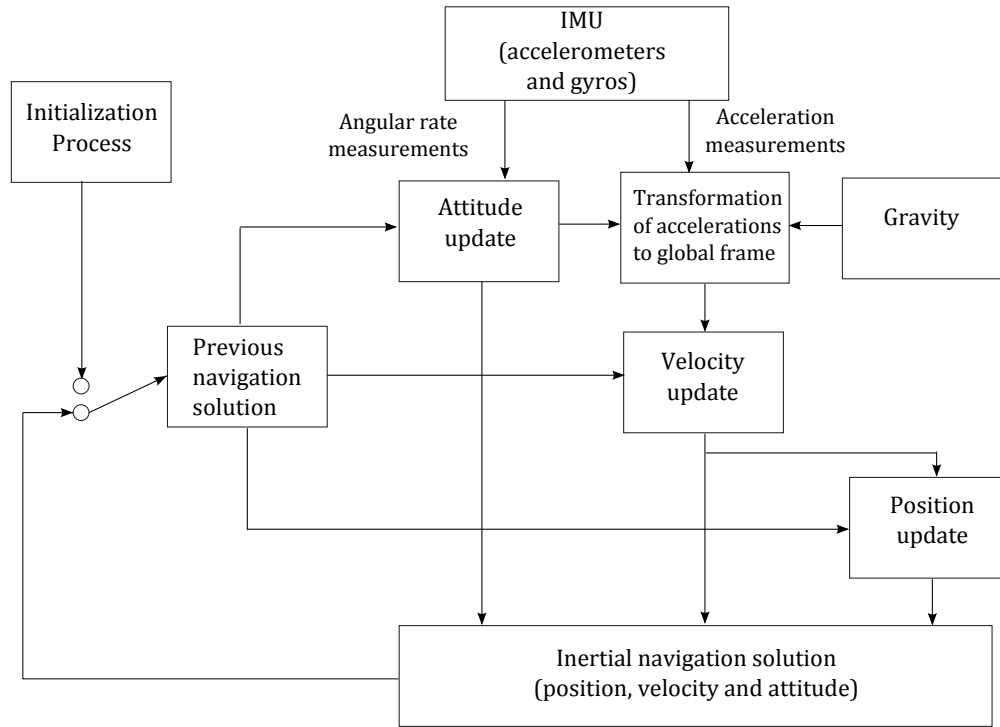 IMU
(accelerometers
and gyros)
Initialization
Process
Angular rate
measurements
Acceleration
measurements
Attitude
update
Transformation
of accelerations
to global frame
Gravity
Previous
navigation
solution
Velocity
update
Position
update
Inertial navigation solution
(position, velocity and attitude)